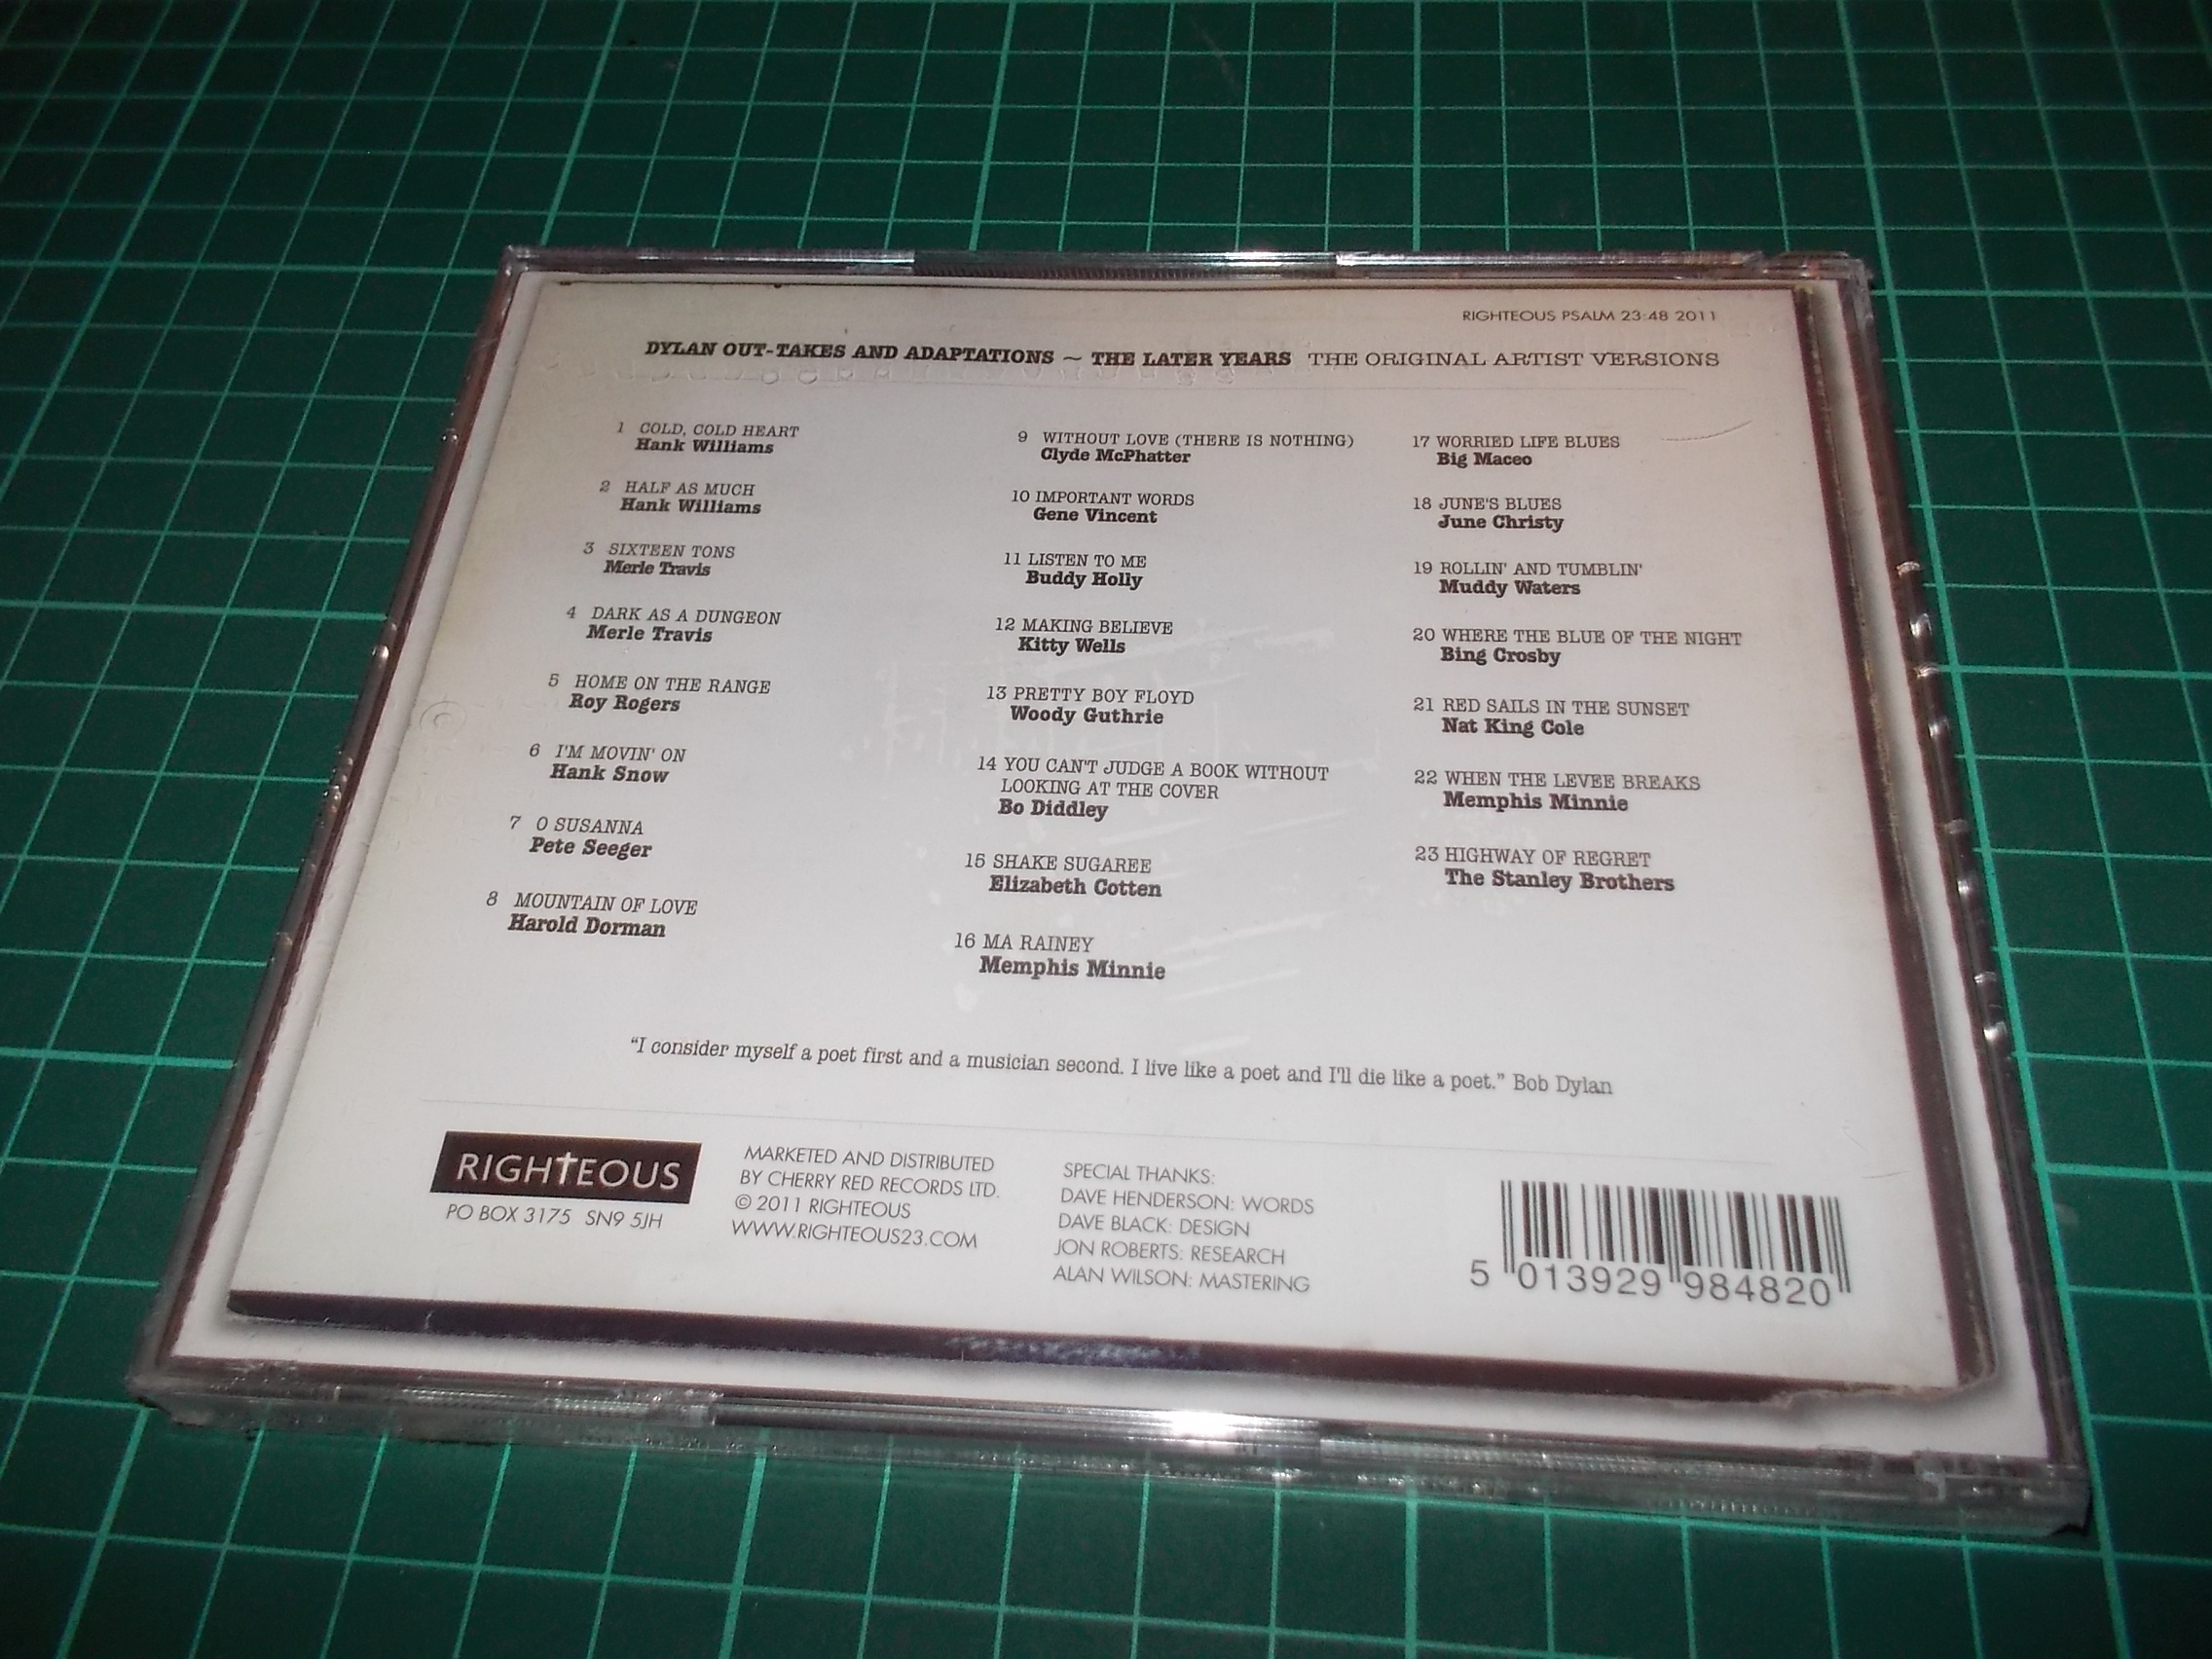 RIGHTEOUS PSALM 23:48 2011
DYLAN OUT-TAKES AND ADAPTATIONS ~ THE LATER YEARS THE ORIGINAL ARTIST VERSIONS
1 COLD, COLD HEART
Hank Williams
2 HALF AS MUCH
Hank Williams
3 SIXTEEN TONS
Merle Travis
4 DARK AS A DUNGEON
Merle Travis
5 HOME ON THE RANGE
Roy Rogers
6 I'M MOVIN' ON
Hank Snow
7 O SUSANNA
Pete Seeger
8 MOUNTAIN OF LOVE
Harold Dorman
9 WITHOUT LOVE (THERE IS NOTHING)
Clyde McPhatter
10 IMPORTANT WORDS
Gene Vincent
11 LISTEN TO ME
Buddy Holly
12 MAKING BELIEVE
Kitty Wells
13 PRETTY BOY FLOYD
Woody Guthrie
14 YOU CAN'T JUDGE A BOOK WITHOUT
LOOKING AT THE COVER
Bo Diddley
15 SHAKE SUGAREE
Elizabeth Cotten
16 MA RAINEY
Memphis Minnie
17 WORRIED LIFE BLUES
Big Maceo
18 JUNE'S BLUES
June Christy
19 ROLLIN' AND TUMBLIN'
Muddy Waters
20 WHERE THE BLUE OF THE NIGHT
Bing Crosby
21 RED SAILS IN THE SUNSET
Nat King Cole
22 WHEN THE LEVEE BREAKS
Memphis Minnie
23 HIGHWAY OF REGRET
The Stanley Brothers
"I consider myself a poet first and a musician second. I live like a poet and I'll die like a poet." Bob Dylan
RIGHTEOUS
PO BOX 3175 SN9 5JH
MARKETED AND DISTRIBUTED
BY CHERRY RED RECORDS LTD.
© 2011 RIGHTEOUS
WWW.RIGHTEOUS23.COM
SPECIAL THANKS:
DAVE HENDERSON: WORDS
DAVE BLACK: DESIGN
JON ROBERTS: RESEARCH
ALAN WILSON: MASTERING
5 013929 984820